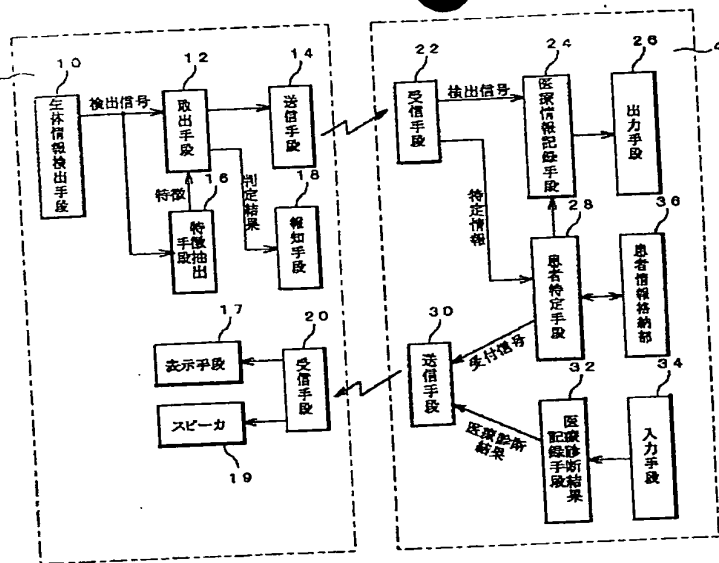 10
生体情報検出手段
検出信号
12
取出手段
14
送信手段
特徴
16
特徴抽出
手段
判定結果
18
報知手段
17
表示手段
スピーカ
19
20
受信手段
22
受信手段
検出信号
24
医療情報記録手段
26
出力手段
特定情報
28
患者特定手段
36
患者情報格納部
30
送信手段
受付信号
医療診断
結果
32
医療診断結果
記録手段
34
入力手段